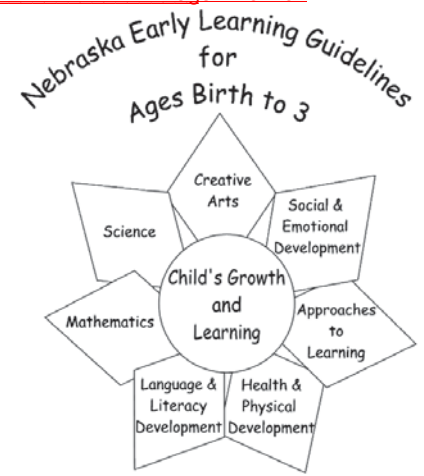 Nebraska Early Learning Guidelines
for
Ages Birth to 3
Creative
Arts
Social &
Emotional
Development
Science
Child's Growth
and
Learning
Approaches
to
Learning
Mathematics
Language &
Literacy
Development
Health &
Physical
Development